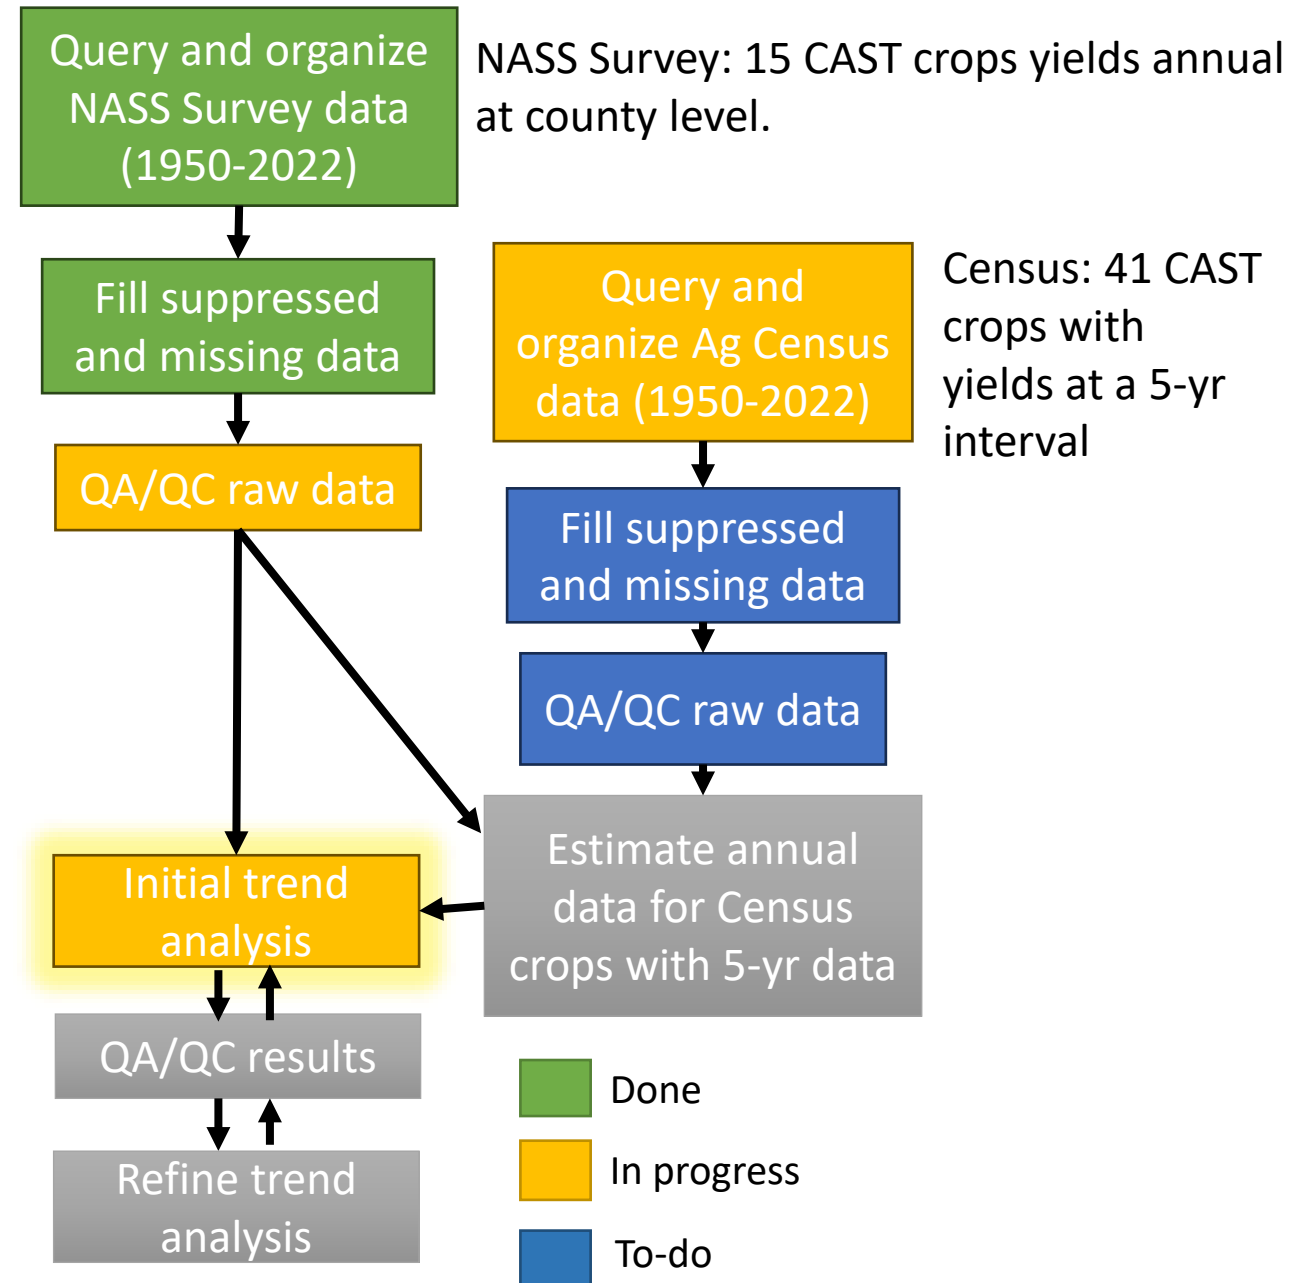 Query and organize
NASS Survey data
(1950-2022)
NASS Survey: 15 CAST crops yields annual
at county level.
Fill suppressed
and missing data
Query and
organize Ag Census
data (1950-2022)
Census: 41 CAST
crops with
yields at a 5-yr
interval
QA/QC raw data
Fill suppressed
and missing data
QA/QC raw data
Initial trend
analysis
Estimate annual
data for Census
crops with 5-yr data
QA/QC results
Refine trend
analysis
Done
In progress
To-do